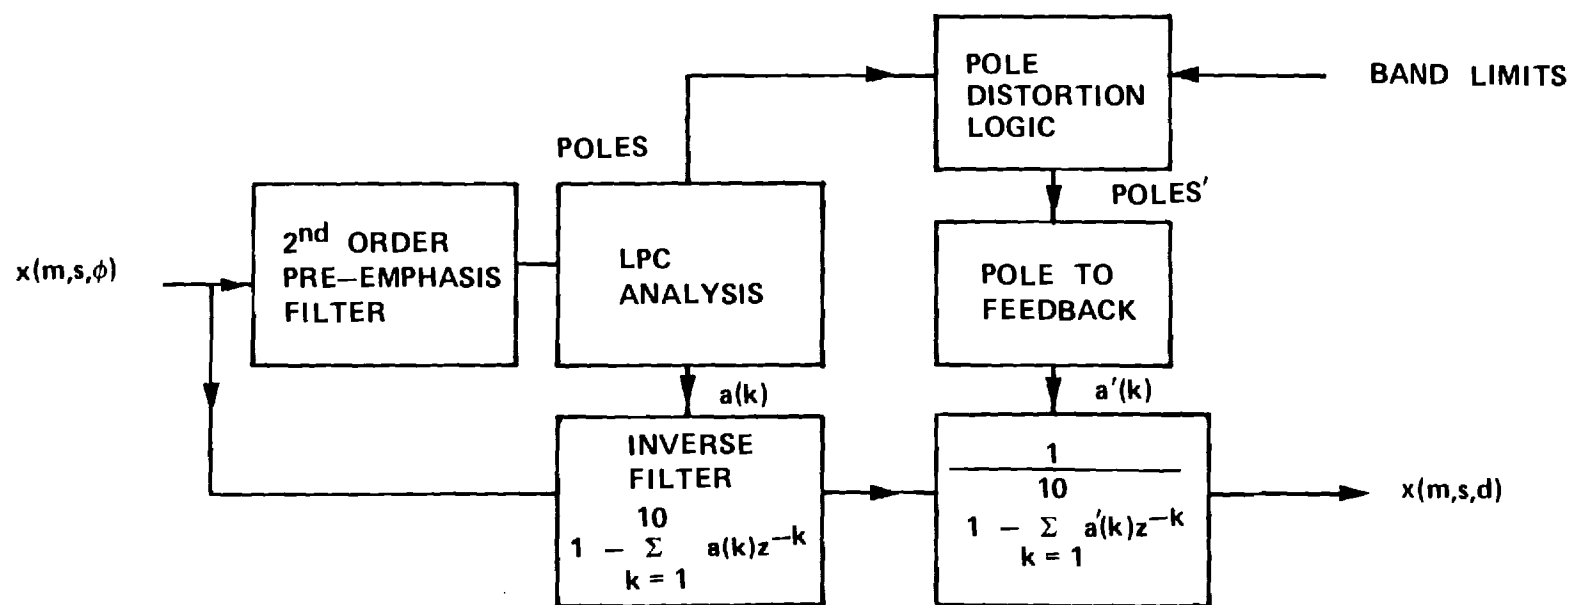 POLE
DISTORTION
LOGIC
BAND LIMITS
POLES
POLES′
2nd ORDER
PRE—EMPHASIS
FILTER
x(m,s,ϕ)
LPC
ANALYSIS
POLE TO
FEEDBACK
a(k)
a′(k)
INVERSE
FILTER
10
1 — Σ a(k)z—k
k = 1
1
10
1 — Σ a′(k)z—k
k = 1
x(m,s,d)